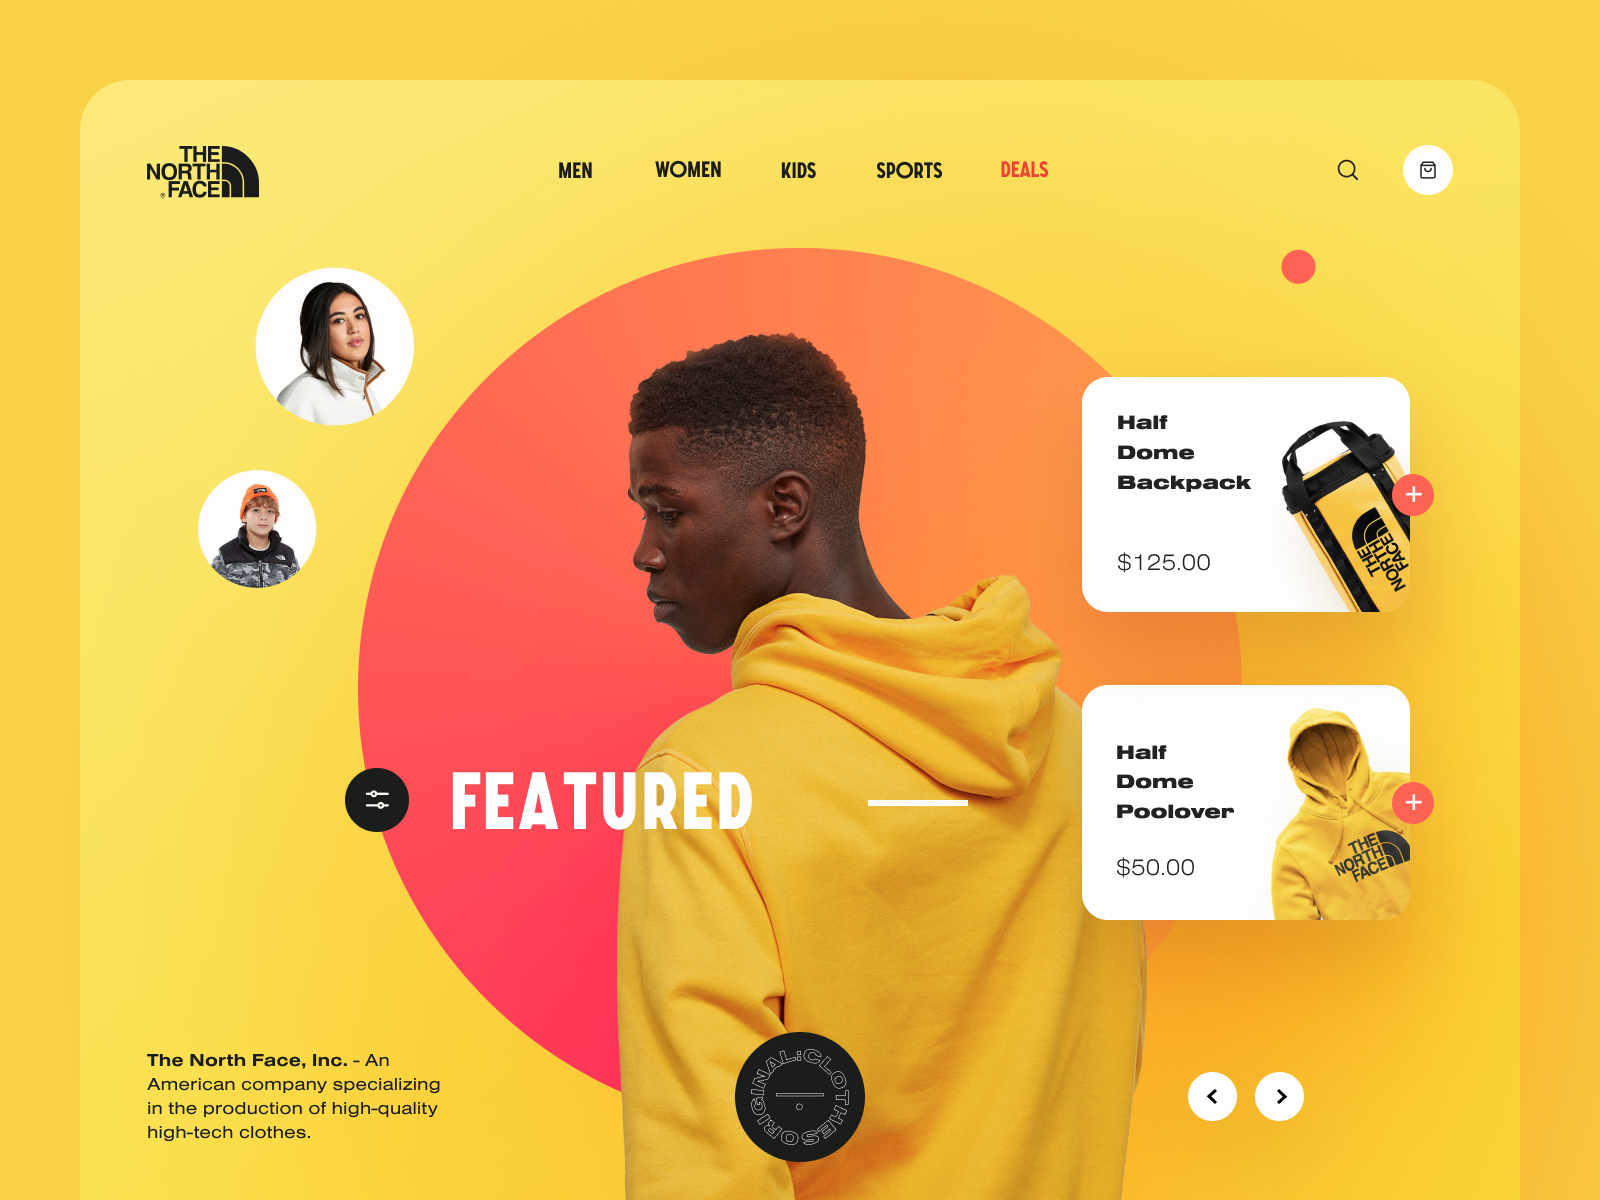 THE
NORTH
FACE
®
MEN
WOMEN
KIDS
SPORTS
DEALS
Half
Dome
Backpack
$125.00
THE
NORTH
FACE
FEATURED
Half
Dome
Poolover
$50.00
THE
NORTH
FACE
The North Face, Inc. - An
American company specializing
in the production of high-quality
high-tech clothes.
ORIGINAL:CLOTHES